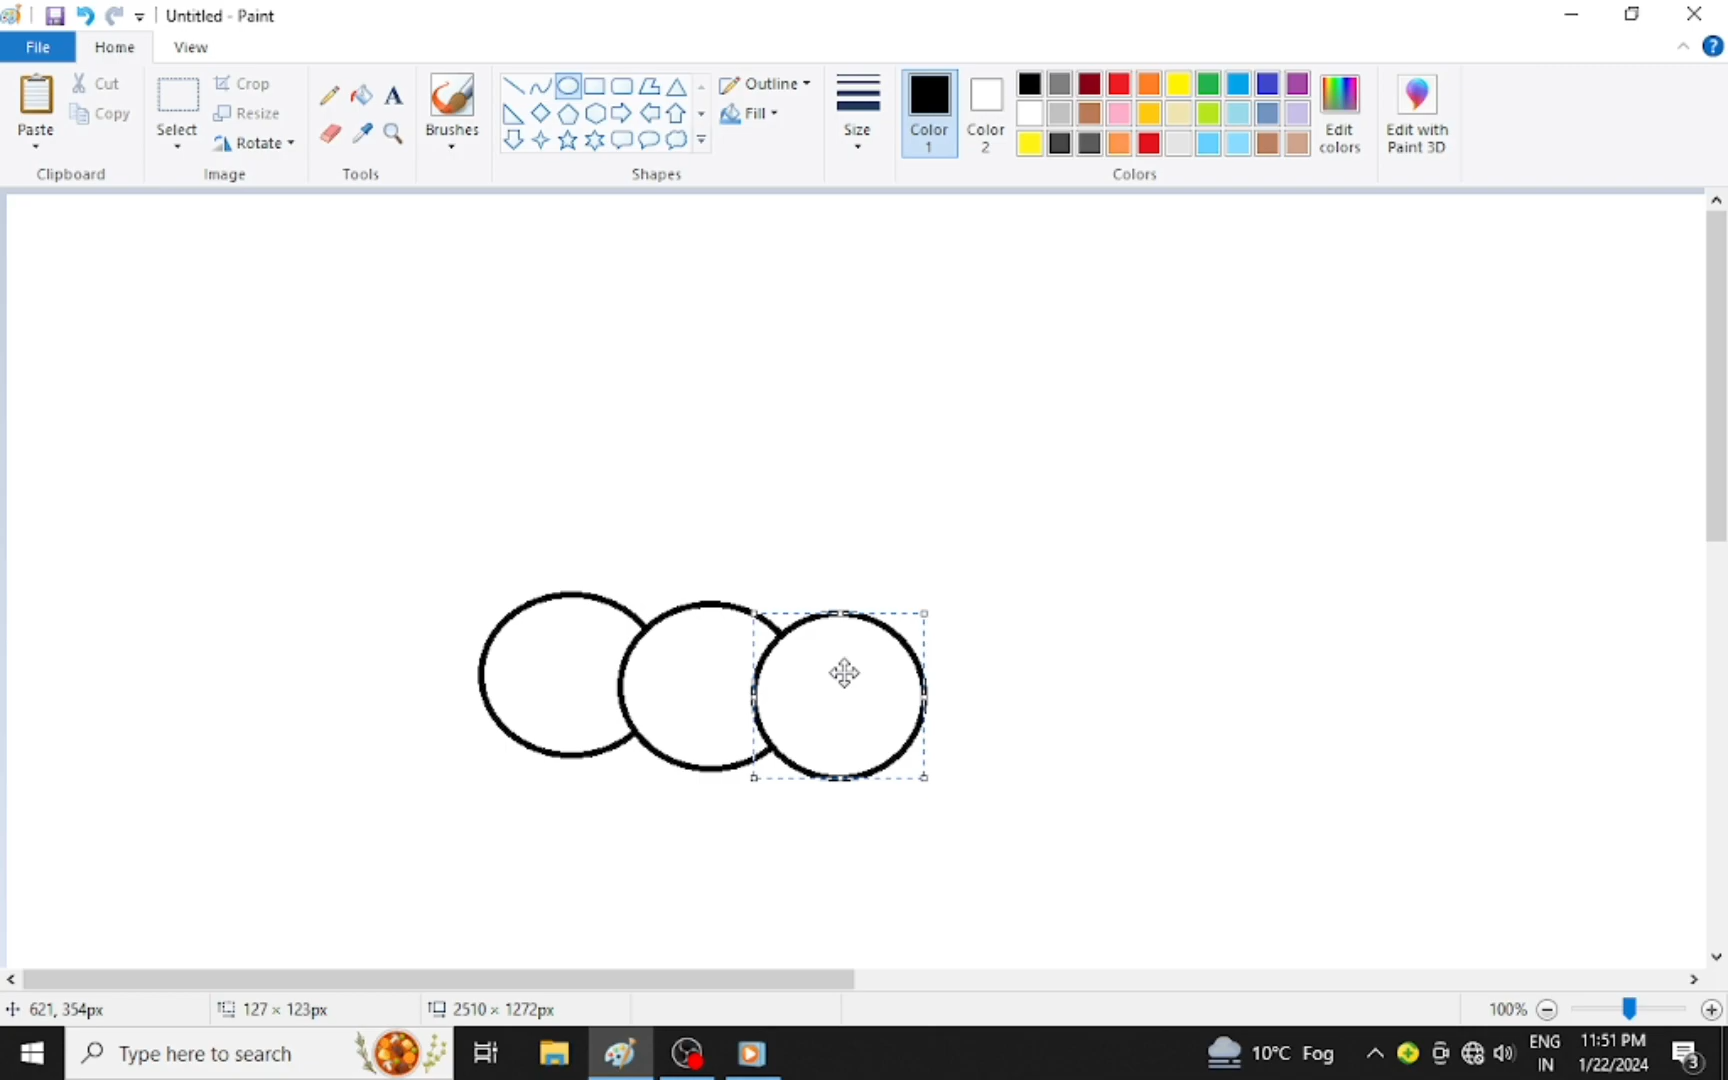 Untitled - Paint
File Home View
Paste Cut Copy Select Crop Resize Rotate A Brushes Outline Fill Size Color 1 Color 2 Edit colors Edit with Paint 3D
Clipboard Image Tools Shapes Colors
621, 354px 127 × 123px 2510 × 1272px 100%
Type here to search 10°C Fog ENG IN 11:51 PM 1/22/2024 3